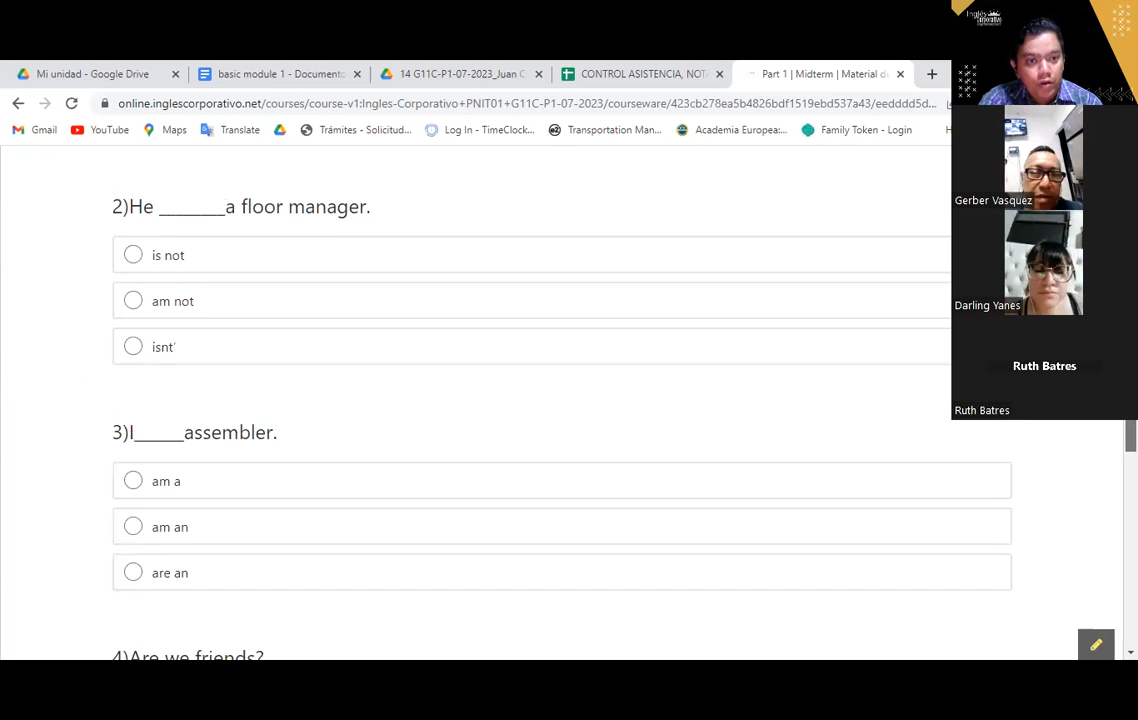 Mi unidad - Google Drive
basic module 1 - Document
14 G11C-P1-07-2023_Juan C
CONTROL ASISTENCIA, NOT
Part 1 | Midterm | Material de
online.inglescorporativo.net/courses/course-v1:Ingles-Corporativo+PNIT01+G11C-P1-07-2023/courseware/423cb278ea5b4826bdf1519ebd537a43/eedddd5d...
Gmail
YouTube
Maps
Translate
Trámites - Solicitud...
Log In - TimeClock...
Transportation Man...
Academia Europea:...
Family Token - Login
2)He ________a floor manager.
is not
am not
isnt'
3)I______assembler.
am a
am an
are an
4)Are we friends?
Inglés
Corporativo
Gerber Vasquez
Darling Yanes
Ruth Batres
Ruth Batres